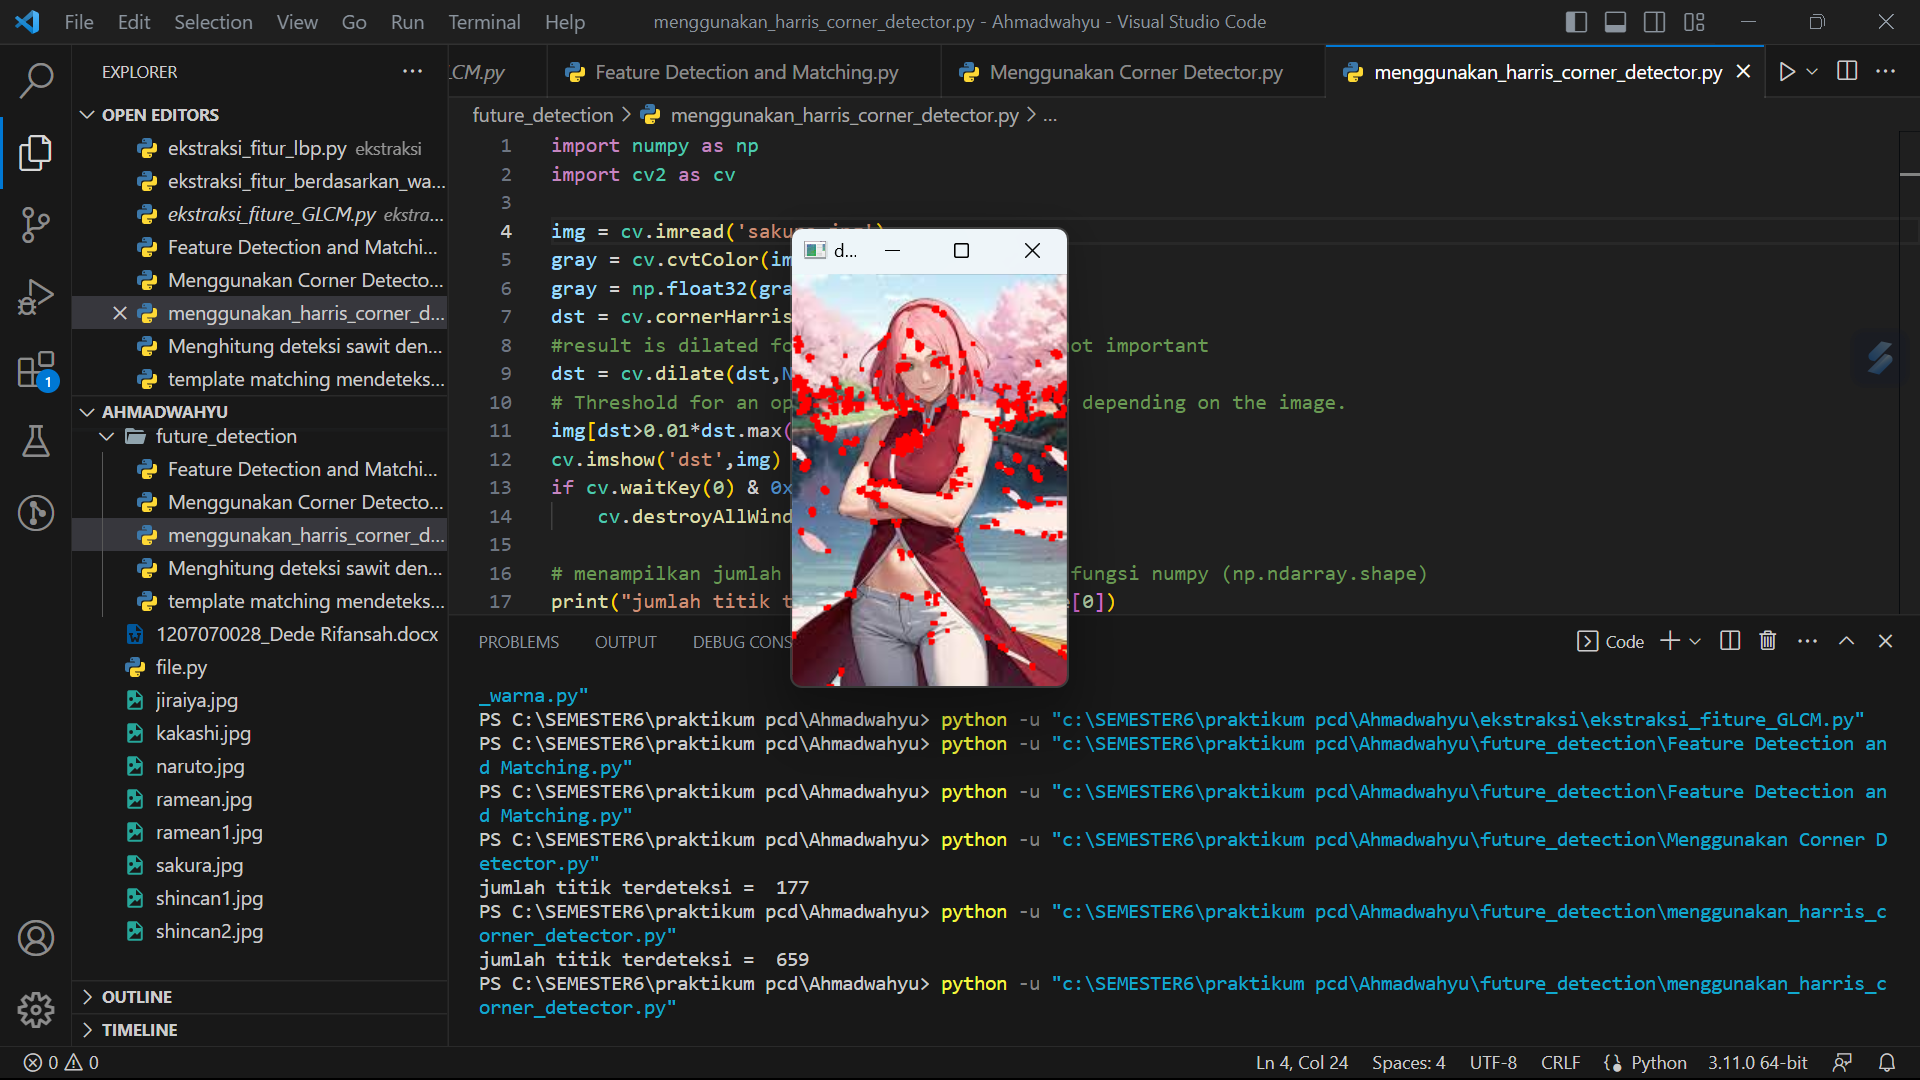 File Edit Selection View Go Run Terminal Help
menggunakan_harris_corner_detector.py - Ahmadwahyu - Visual Studio Code
EXPLORER
OPEN EDITORS
ekstraksi_fitur_lbp.py ekstraksi
ekstraksi_fitur_berdasarkan_wa...
ekstraksi_fiture_GLCM.py ekstra...
Feature Detection and Matchi...
Menggunakan Corner Detecto...
menggunakan_harris_corner_d...
Menghitung deteksi sawit den...
template matching mendeteks...
AHMADWAHYU
future_detection
Feature Detection and Matchi...
Menggunakan Corner Detecto...
menggunakan_harris_corner_d...
Menghitung deteksi sawit den...
template matching mendeteks...
1207070028_Dede Rifansah.docx
file.py
jiraiya.jpg
kakashi.jpg
naruto.jpg
ramean.jpg
ramean1.jpg
sakura.jpg
shincan1.jpg
shincan2.jpg
OUTLINE
TIMELINE
1
LCM.py
Feature Detection and Matching.py
Menggunakan Corner Detector.py
menggunakan_harris_corner_detector.py
future_detection > menggunakan_harris_corner_detector.py > ...
1 import numpy as np
2 import cv2 as cv
3
4 img = cv.imread('saku
5 gray = cv.cvtColor(im
6 gray = np.float32(gra
7 dst = cv.cornerHarris
8 #result is dilated fo ot important
9 dst = cv.dilate(dst,N
10 # Threshold for an op depending on the image.
11 img[dst>0.01*dst.max(
12 cv.imshow('dst',img)
13 if cv.waitKey(0) & 0x
14 cv.destroyAllWind
15
16 # menampilkan jumlah fungsi numpy (np.ndarray.shape)
17 print("jumlah titik t e[0])
d...
PROBLEMS OUTPUT DEBUG CONS
Code
_warna.py"
PS C:\SEMESTER6\praktikum pcd\Ahmadwahyu> python -u "c:\SEMESTER6\praktikum pcd\Ahmadwahyu\ekstraksi\ekstraksi_fiture_GLCM.py"
PS C:\SEMESTER6\praktikum pcd\Ahmadwahyu> python -u "c:\SEMESTER6\praktikum pcd\Ahmadwahyu\future_detection\Feature Detection an
d Matching.py"
PS C:\SEMESTER6\praktikum pcd\Ahmadwahyu> python -u "c:\SEMESTER6\praktikum pcd\Ahmadwahyu\future_detection\Feature Detection an
d Matching.py"
PS C:\SEMESTER6\praktikum pcd\Ahmadwahyu> python -u "c:\SEMESTER6\praktikum pcd\Ahmadwahyu\future_detection\Menggunakan Corner D
etector.py"
jumlah titik terdeteksi =  177
PS C:\SEMESTER6\praktikum pcd\Ahmadwahyu> python -u "c:\SEMESTER6\praktikum pcd\Ahmadwahyu\future_detection\menggunakan_harris_c
orner_detector.py"
jumlah titik terdeteksi =  659
PS C:\SEMESTER6\praktikum pcd\Ahmadwahyu> python -u "c:\SEMESTER6\praktikum pcd\Ahmadwahyu\future_detection\menggunakan_harris_c
orner_detector.py"
0 0
Ln 4, Col 24 Spaces: 4 UTF-8 CRLF Python 3.11.0 64-bit